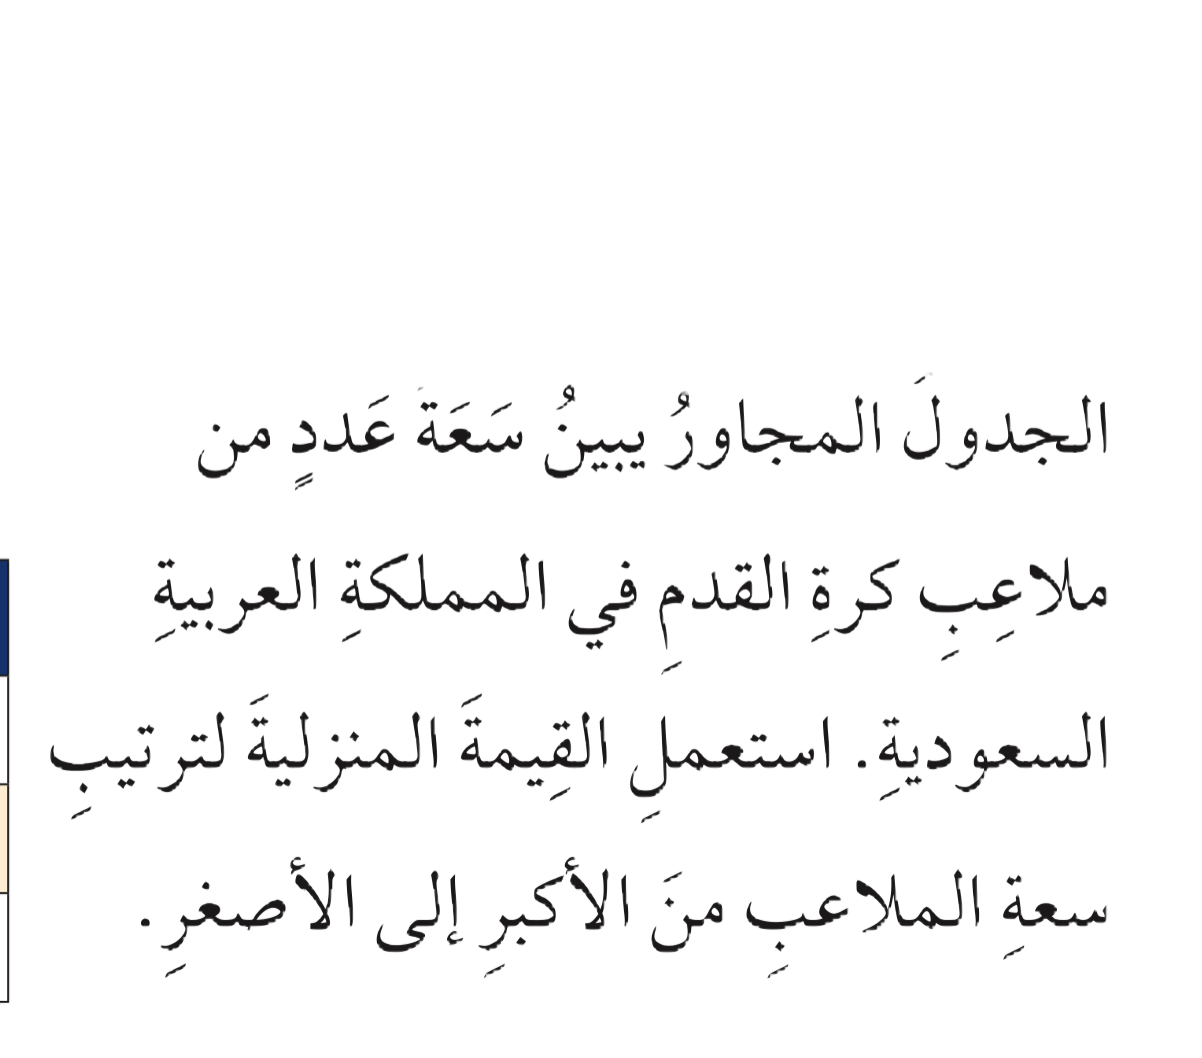 الجدولَ المجاورُ يبينُ سَعَةَ عَددٍ من
ملاعِبِ كرةِ القدمِ في المملكةِ العربيةِ
السعوديةِ. استعملِ القِيمةَ المنزليةَ لترتيبِ
سعةِ الملاعبِ منَ الأكبرِ إلى الأصغرِ.